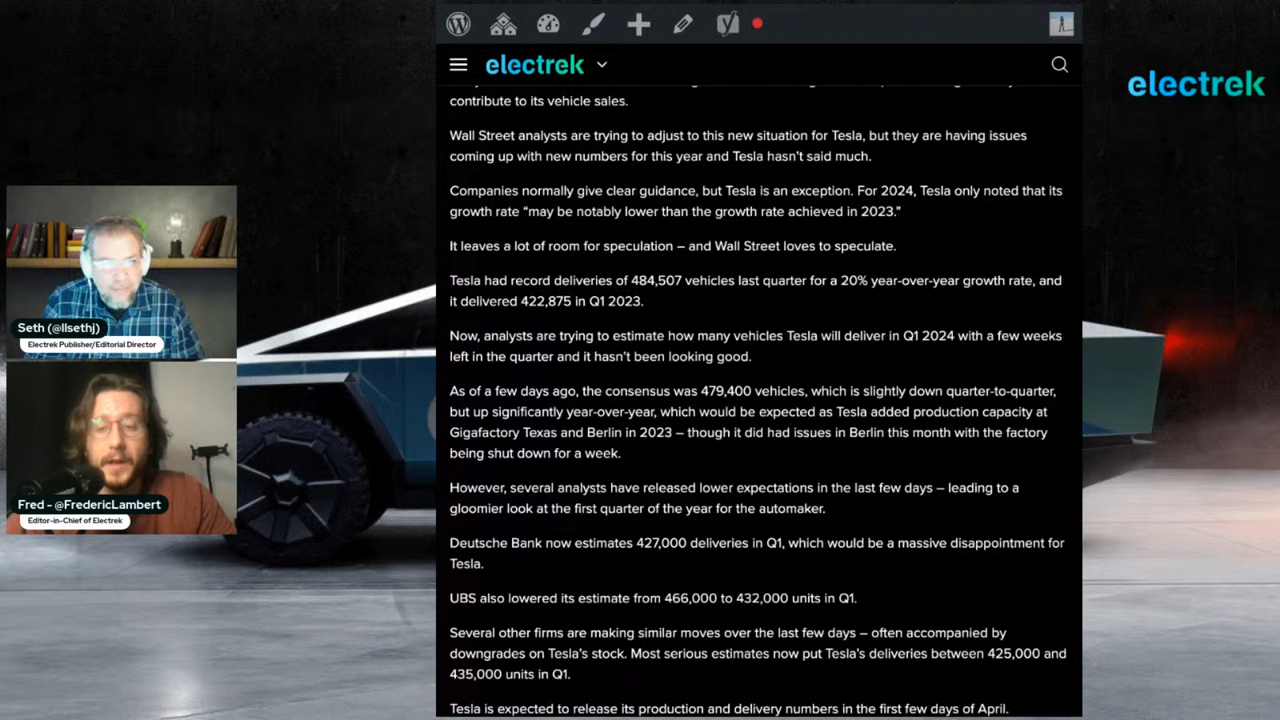 electrek
electrek
contribute to its vehicle sales.
Wall Street analysts are trying to adjust to this new situation for Tesla, but they are having issues
coming up with new numbers for this year and Tesla hasn't said much.
Companies normally give clear guidance, but Tesla is an exception. For 2024, Tesla only noted that its
growth rate “may be notably lower than the growth rate achieved in 2023.”
It leaves a lot of room for speculation – and Wall Street loves to speculate.
Tesla had record deliveries of 484,507 vehicles last quarter for a 20% year-over-year growth rate, and
it delivered 422,875 in Q1 2023.
Now, analysts are trying to estimate how many vehicles Tesla will deliver in Q1 2024 with a few weeks
left in the quarter and it hasn't been looking good.
As of a few days ago, the consensus was 479,400 vehicles, which is slightly down quarter-to-quarter,
but up significantly year-over-year, which would be expected as Tesla added production capacity at
Gigafactory Texas and Berlin in 2023 – though it did had issues in Berlin this month with the factory
being shut down for a week.
However, several analysts have released lower expectations in the last few days – leading to a
gloomier look at the first quarter of the year for the automaker.
Deutsche Bank now estimates 427,000 deliveries in Q1, which would be a massive disappointment for
Tesla.
UBS also lowered its estimate from 466,000 to 432,000 units in Q1.
Several other firms are making similar moves over the last few days – often accompanied by
downgrades on Tesla's stock. Most serious estimates now put Tesla's deliveries between 425,000 and
435,000 units in Q1.
Tesla is expected to release its production and delivery numbers in the first few days of April.
Seth (@llsethj)
Electrek Publisher/Editorial Director
Fred - @FredericLambert
Editor-in-Chief of Electrek